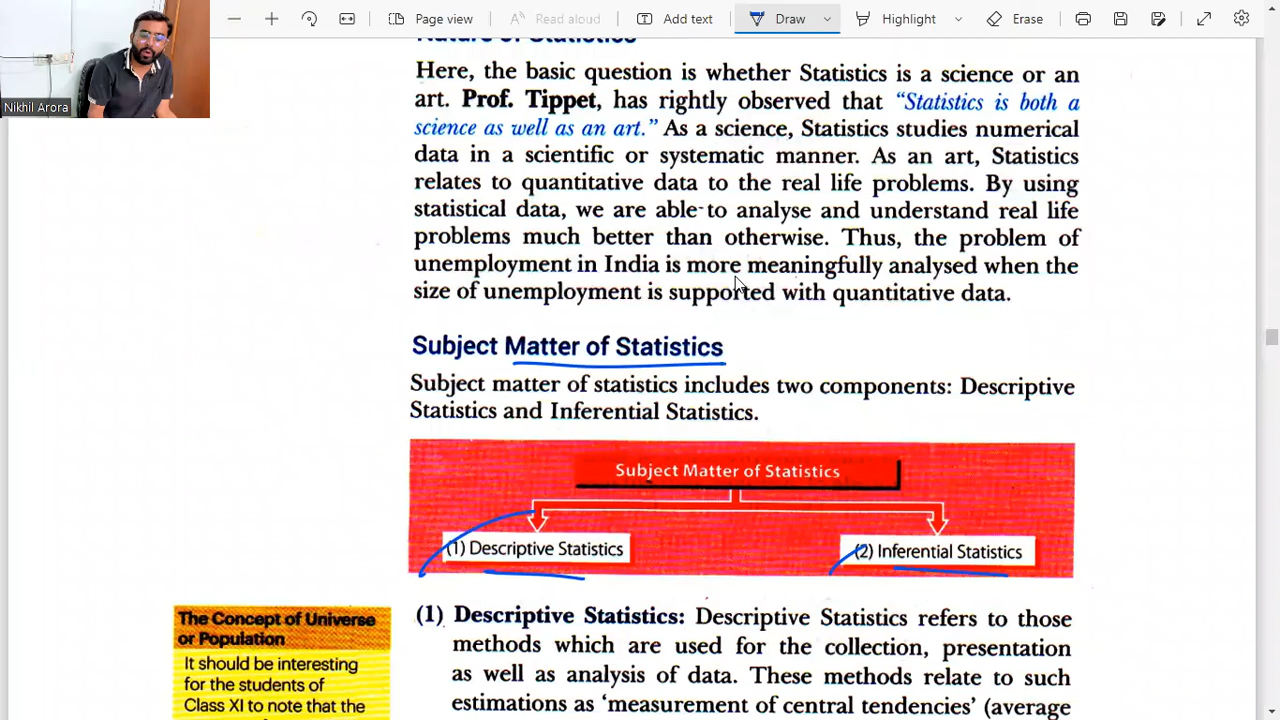 Page view
Read aloud
Add text
Draw
Highlight
Erase
Nikhil Arora
Nature of Statistics
Here, the basic question is whether Statistics is a science or an
art. Prof. Tippet, has rightly observed that “Statistics is both a
science as well as an art.” As a science, Statistics studies numerical
data in a scientific or systematic manner. As an art, Statistics
relates to quantitative data to the real life problems. By using
statistical data, we are able to analyse and understand real life
problems much better than otherwise. Thus, the problem of
unemployment in India is more meaningfully analysed when the
size of unemployment is supported with quantitative data.
Subject Matter of Statistics
Subject matter of statistics includes two components: Descriptive
Statistics and Inferential Statistics.
Subject Matter of Statistics
(1) Descriptive Statistics
(2) Inferential Statistics
The Concept of Universe
or Population
It should be interesting
for the students of
Class XI to note that the
(1) Descriptive Statistics: Descriptive Statistics refers to those
methods which are used for the collection, presentation
as well as analysis of data. These methods relate to such
estimations as ‘measurement of central tendencies’ (average